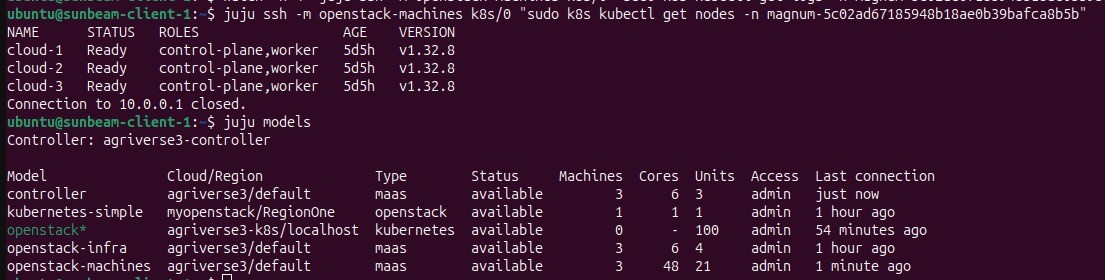 ubuntu@sunbeam-client-1:~$ juju ssh -m openstack-machines k8s/0 "sudo k8s kubectl get nodes -n magnum-5c02ad67185948b18ae0b39bafca8b5b"
NAME STATUS ROLES AGE VERSION
cloud-1 Ready control-plane,worker 5d5h v1.32.8
cloud-2 Ready control-plane,worker 5d5h v1.32.8
cloud-3 Ready control-plane,worker 5d5h v1.32.8
Connection to 10.0.0.1 closed.
ubuntu@sunbeam-client-1:~$ juju models
Controller: agriverse3-controller
Model Cloud/Region Type Status Machines Cores Units Access Last connection
controller agriverse3/default maas available 3 6 3 admin just now
kubernetes-simple myopenstack/RegionOne openstack available 1 1 1 admin 1 hour ago
openstack* agriverse3-k8s/localhost kubernetes available 0 - 100 admin 54 minutes ago
openstack-infra agriverse3/default maas available 3 6 4 admin 1 hour ago
openstack-machines agriverse3/default maas available 3 48 21 admin 1 minute ago